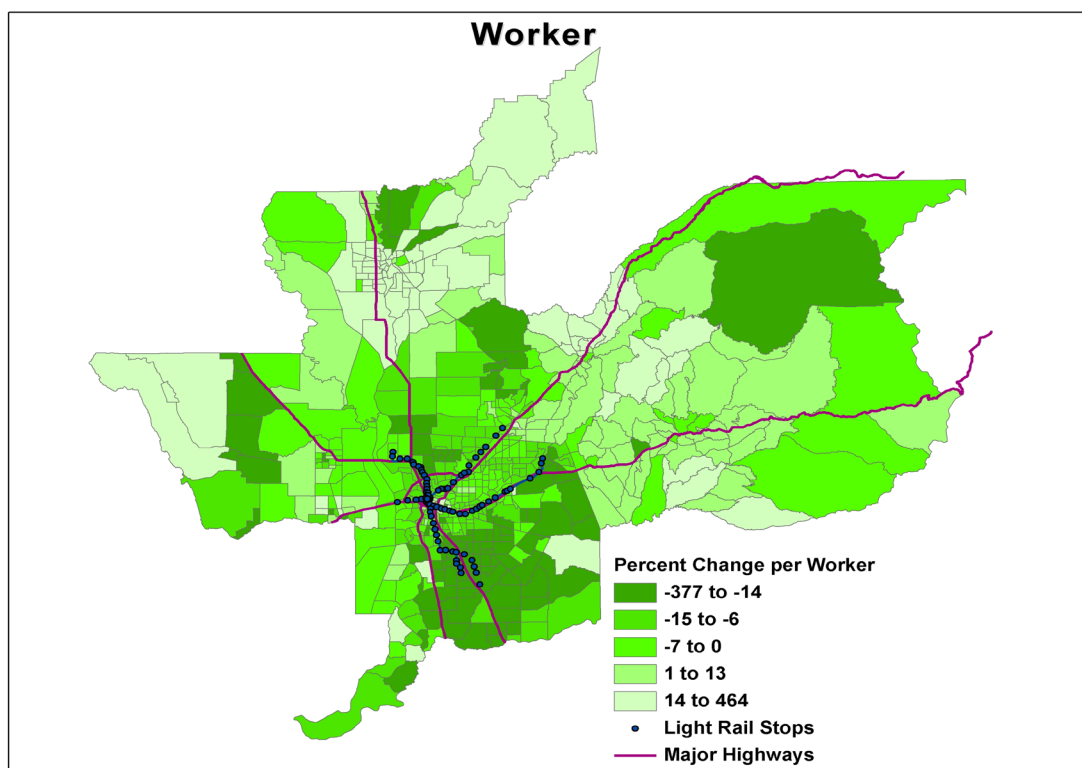 Worker
Percent Change per Worker
-377 to -14
-15 to -6
-7 to 0
1 to 13
14 to 464
Light Rail Stops
Major Highways